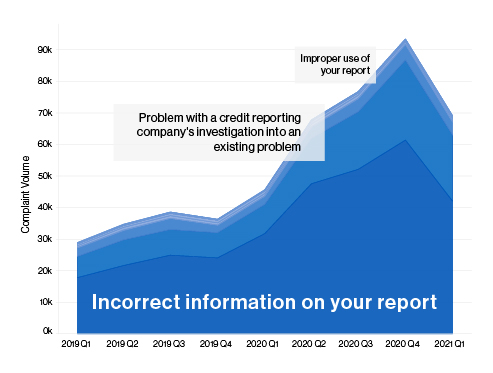 Improper use of
your report
Problem with a credit reporting
company's investigation into an
existing problem
Incorrect information on your report
Complaint Volume
90k
80k
70k
60k
50k
40k
30k
20k
10k
0k
2019 Q1 2019 Q2 2019 Q3 2019 Q4 2020 Q1 2020 Q2 2020 Q3 2020 Q4 2021 Q1